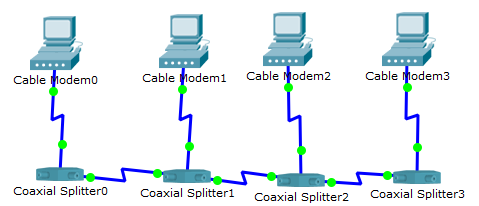 Cable Modem0
Cable Modem1
Cable Modem2
Cable Modem3
Coaxial Splitter0
Coaxial Splitter1
Coaxial Splitter2
Coaxial Splitter3